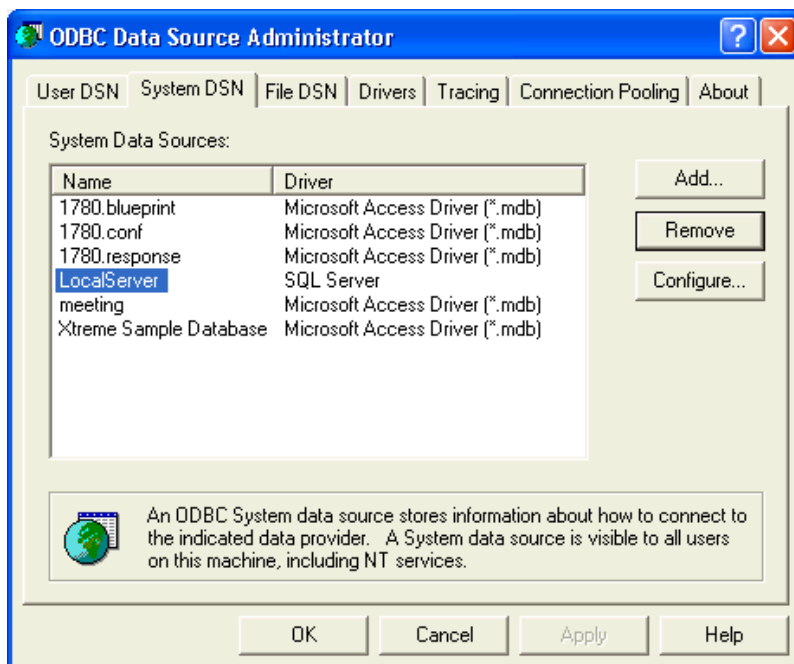 ODBC Data Source Administrator
User DSN System DSN File DSN Drivers Tracing Connection Pooling About
System Data Sources:
Name Driver
1780.blueprint Microsoft Access Driver (*.mdb)
1780.conf Microsoft Access Driver (*.mdb)
1780.response Microsoft Access Driver (*.mdb)
LocalServer SQL Server
meeting Microsoft Access Driver (*.mdb)
Xtreme Sample Database Microsoft Access Driver (*.mdb)
Add...
Remove
Configure...
An ODBC System data source stores information about how to connect to
the indicated data provider. A System data source is visible to all users
on this machine, including NT services.
OK Cancel Apply Help